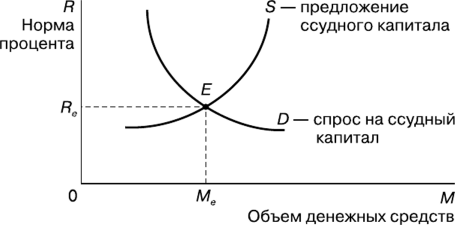 R
Норма
процента
S — предложение
ссудного капитала
E
Re
D — спрос на ссудный
капитал
0
Me
M
Объем денежных средств